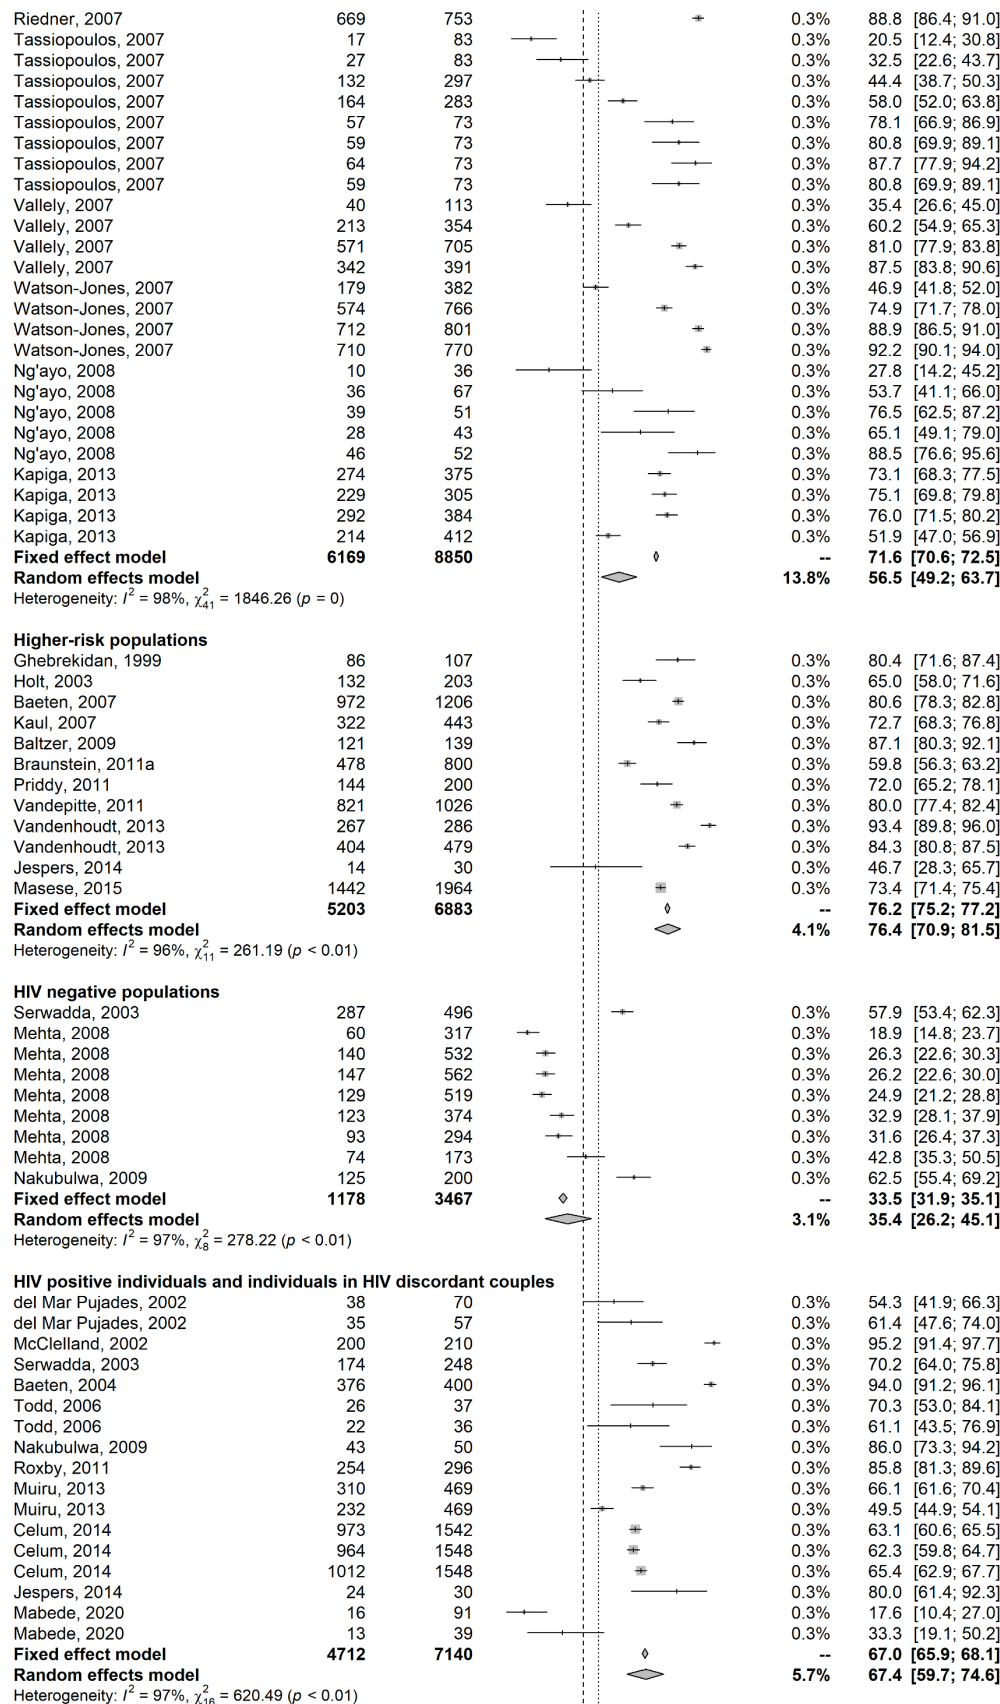 Riedner, 2007 669 753 0.3% 88.8 [86.4; 91.0]
Tassiopoulos, 2007 17 83 0.3% 20.5 [12.4; 30.8]
Tassiopoulos, 2007 27 83 0.3% 32.5 [22.6; 43.7]
Tassiopoulos, 2007 132 297 0.3% 44.4 [38.7; 50.3]
Tassiopoulos, 2007 164 283 0.3% 58.0 [52.0; 63.8]
Tassiopoulos, 2007 57 73 0.3% 78.1 [66.9; 86.9]
Tassiopoulos, 2007 59 73 0.3% 80.8 [69.9; 89.1]
Tassiopoulos, 2007 64 73 0.3% 87.7 [77.9; 94.2]
Tassiopoulos, 2007 59 73 0.3% 80.8 [69.9; 89.1]
Vallely, 2007 40 113 0.3% 35.4 [26.6; 45.0]
Vallely, 2007 213 354 0.3% 60.2 [54.9; 65.3]
Vallely, 2007 571 705 0.3% 81.0 [77.9; 83.8]
Vallely, 2007 342 391 0.3% 87.5 [83.8; 90.6]
Watson-Jones, 2007 179 382 0.3% 46.9 [41.8; 52.0]
Watson-Jones, 2007 574 766 0.3% 74.9 [71.7; 78.0]
Watson-Jones, 2007 712 801 0.3% 88.9 [86.5; 91.0]
Watson-Jones, 2007 710 770 0.3% 92.2 [90.1; 94.0]
Ng'ayo, 2008 10 36 0.3% 27.8 [14.2; 45.2]
Ng'ayo, 2008 36 67 0.3% 53.7 [41.1; 66.0]
Ng'ayo, 2008 39 51 0.3% 76.5 [62.5; 87.2]
Ng'ayo, 2008 28 43 0.3% 65.1 [49.1; 79.0]
Ng'ayo, 2008 46 52 0.3% 88.5 [76.6; 95.6]
Kapiga, 2013 274 375 0.3% 73.1 [68.3; 77.5]
Kapiga, 2013 229 305 0.3% 75.1 [69.8; 79.8]
Kapiga, 2013 292 384 0.3% 76.0 [71.5; 80.2]
Kapiga, 2013 214 412 0.3% 51.9 [47.0; 56.9]
Fixed effect model 6169 8850 -- 71.6 [70.6; 72.5]
Random effects model 13.8% 56.5 [49.2; 63.7]
Heterogeneity: I² = 98%, χ²₄₁ = 1846.26 (p = 0)
Higher-risk populations
Ghebrekidan, 1999 86 107 0.3% 80.4 [71.6; 87.4]
Holt, 2003 132 203 0.3% 65.0 [58.0; 71.6]
Baeten, 2007 972 1206 0.3% 80.6 [78.3; 82.8]
Kaul, 2007 322 443 0.3% 72.7 [68.3; 76.8]
Baltzer, 2009 121 139 0.3% 87.1 [80.3; 92.1]
Braunstein, 2011a 478 800 0.3% 59.8 [56.3; 63.2]
Priddy, 2011 144 200 0.3% 72.0 [65.2; 78.1]
Vandepitte, 2011 821 1026 0.3% 80.0 [77.4; 82.4]
Vandenhoudt, 2013 267 286 0.3% 93.4 [89.8; 96.0]
Vandenhoudt, 2013 404 479 0.3% 84.3 [80.8; 87.5]
Jespers, 2014 14 30 0.3% 46.7 [28.3; 65.7]
Masese, 2015 1442 1964 0.3% 73.4 [71.4; 75.4]
Fixed effect model 5203 6883 -- 76.2 [75.2; 77.2]
Random effects model 4.1% 76.4 [70.9; 81.5]
Heterogeneity: I² = 96%, χ²₁₁ = 261.19 (p < 0.01)
HIV negative populations
Serwadda, 2003 287 496 0.3% 57.9 [53.4; 62.3]
Mehta, 2008 60 317 0.3% 18.9 [14.8; 23.7]
Mehta, 2008 140 532 0.3% 26.3 [22.6; 30.3]
Mehta, 2008 147 562 0.3% 26.2 [22.6; 30.0]
Mehta, 2008 129 519 0.3% 24.9 [21.2; 28.8]
Mehta, 2008 123 374 0.3% 32.9 [28.1; 37.9]
Mehta, 2008 93 294 0.3% 31.6 [26.4; 37.3]
Mehta, 2008 74 173 0.3% 42.8 [35.3; 50.5]
Nakubulwa, 2009 125 200 0.3% 62.5 [55.4; 69.2]
Fixed effect model 1178 3467 -- 33.5 [31.9; 35.1]
Random effects model 3.1% 35.4 [26.2; 45.1]
Heterogeneity: I² = 97%, χ²₈ = 278.22 (p < 0.01)
HIV positive individuals and individuals in HIV discordant couples
del Mar Pujades, 2002 38 70 0.3% 54.3 [41.9; 66.3]
del Mar Pujades, 2002 35 57 0.3% 61.4 [47.6; 74.0]
McClelland, 2002 200 210 0.3% 95.2 [91.4; 97.7]
Serwadda, 2003 174 248 0.3% 70.2 [64.0; 75.8]
Baeten, 2004 376 400 0.3% 94.0 [91.2; 96.1]
Todd, 2006 26 37 0.3% 70.3 [53.0; 84.1]
Todd, 2006 22 36 0.3% 61.1 [43.5; 76.9]
Nakubulwa, 2009 43 50 0.3% 86.0 [73.3; 94.2]
Roxby, 2011 254 296 0.3% 85.8 [81.3; 89.6]
Muiru, 2013 310 469 0.3% 66.1 [61.6; 70.4]
Muiru, 2013 232 469 0.3% 49.5 [44.9; 54.1]
Celum, 2014 973 1542 0.3% 63.1 [60.6; 65.5]
Celum, 2014 964 1548 0.3% 62.3 [59.8; 64.7]
Celum, 2014 1012 1548 0.3% 65.4 [62.9; 67.7]
Jespers, 2014 24 30 0.3% 80.0 [61.4; 92.3]
Mabede, 2020 16 91 0.3% 17.6 [10.4; 27.0]
Mabede, 2020 13 39 0.3% 33.3 [19.1; 50.2]
Fixed effect model 4712 7140 -- 67.0 [65.9; 68.1]
Random effects model 5.7% 67.4 [59.7; 74.6]
Heterogeneity: I² = 97%, χ²₁₆ = 620.49 (p < 0.01)